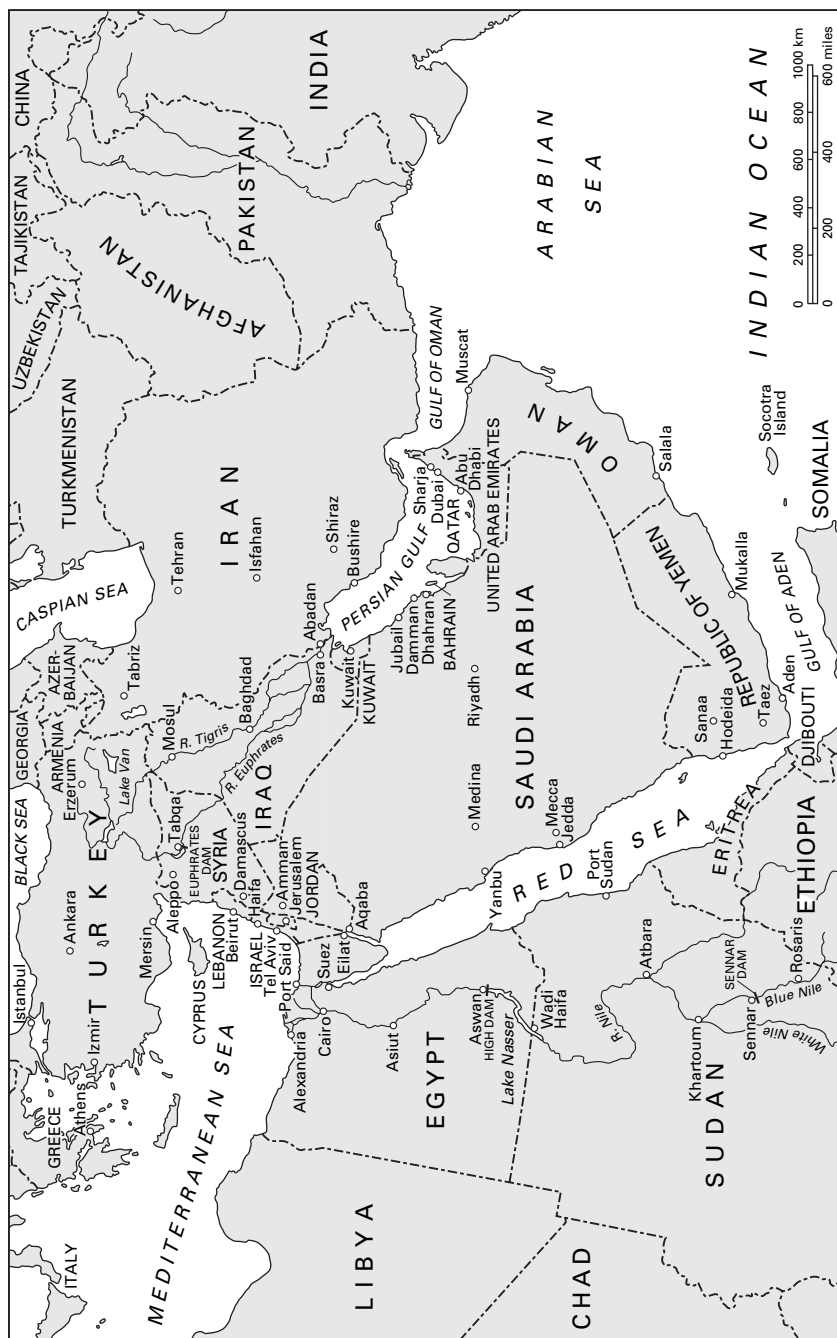 ITALY
GREECE
Athens
Istanbul
Izmir
BLACK SEA
Ankara
TURKEY
Mersin
GEORGIA
ARMENIA
Erzerum
Lake Van
AZER-
BAIJAN
Tabriz
CASPIAN SEA
TURKMENISTAN
UZBEKISTAN
TAJIKISTAN
CHINA
AFGHANISTAN
PAKISTAN
INDIA
MEDITERRANEAN SEA
CYPRUS
Aleppo
Tabqa
EUPHRATES
DAM
SYRIA
Damascus
LEBANON
Beirut
Haifa
ISRAEL
Tel Aviv
Port Said
Amman
Jerusalem
JORDAN
Aqaba
Eilat
Suez
Mosul
R. Tigris
Baghdad
R. Euphrates
IRAQ
Basra
Abadan
Kuwait
KUWAIT
Tehran
Isfahan
IRAN
Shiraz
Bushire
PERSIAN GULF
Jubail
Damman
Dhahran
BAHRAIN
QATAR
Sharja
Dubai
Abu
Dhabi
UNITED ARAB EMIRATES
GULF OF OMAN
Muscat
OMAN
Salala
ARABIAN
SEA
LIBYA
EGYPT
Alexandria
Cairo
Asiut
Aswan
HIGH DAM
Lake Nasser
Wadi
Haifa
R. Nile
Medina
Riyadh
SAUDI ARABIA
Mecca
Jedda
Yanbu
RED SEA
Port
Sudan
CHAD
SUDAN
Atbara
Khartoum
Sennar
SENNAR
DAM
Rosaris
Blue Nile
White Nile
ERITREA
ETHIOPIA
DJIBOUTI
Sanaa
Hodeida
Taez
Aden
REPUBLIC OF YEMEN
Mukalla
GULF OF ADEN
SOMALIA
Socotra
Island
INDIAN OCEAN
0 200 400 600 800 1000 km
0 200 400 600 miles